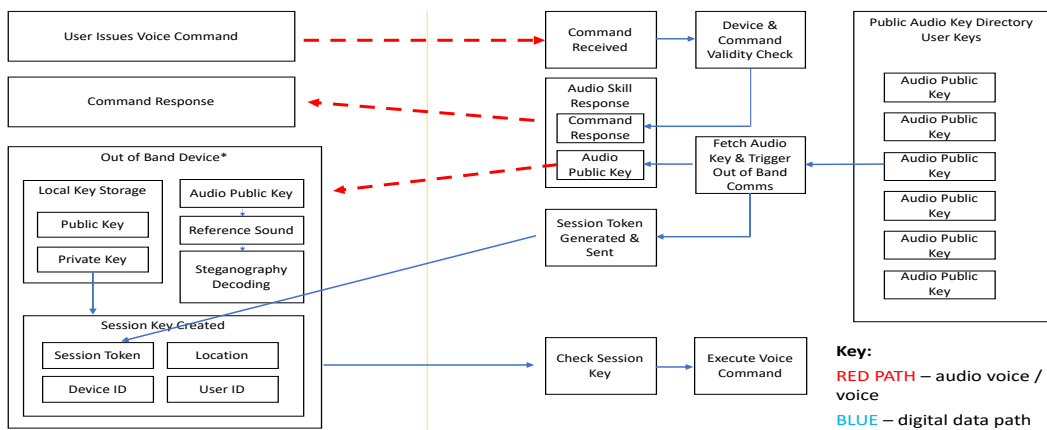 User Issues Voice Command
Command Response
Out of Band Device*
Local Key Storage
Public Key
Private Key
Audio Public Key
Reference Sound
Steganography
Decoding
Session Key Created
Session Token
Location
Device ID
User ID
Command
Received
Device &
Command
Validity Check
Audio Skill
Response
Command
Response
Audio
Public Key
Fetch Audio
Key & Trigger
Out of Band
Comms
Session Token
Generated &
Sent
Check Session
Key
Execute Voice
Command
Public Audio Key Directory
User Keys
Audio Public
Key
Audio Public
Key
Audio Public
Key
Audio Public
Key
Audio Public
Key
Audio Public
Key
Key:
RED PATH – audio voice /
voice
BLUE – digital data path